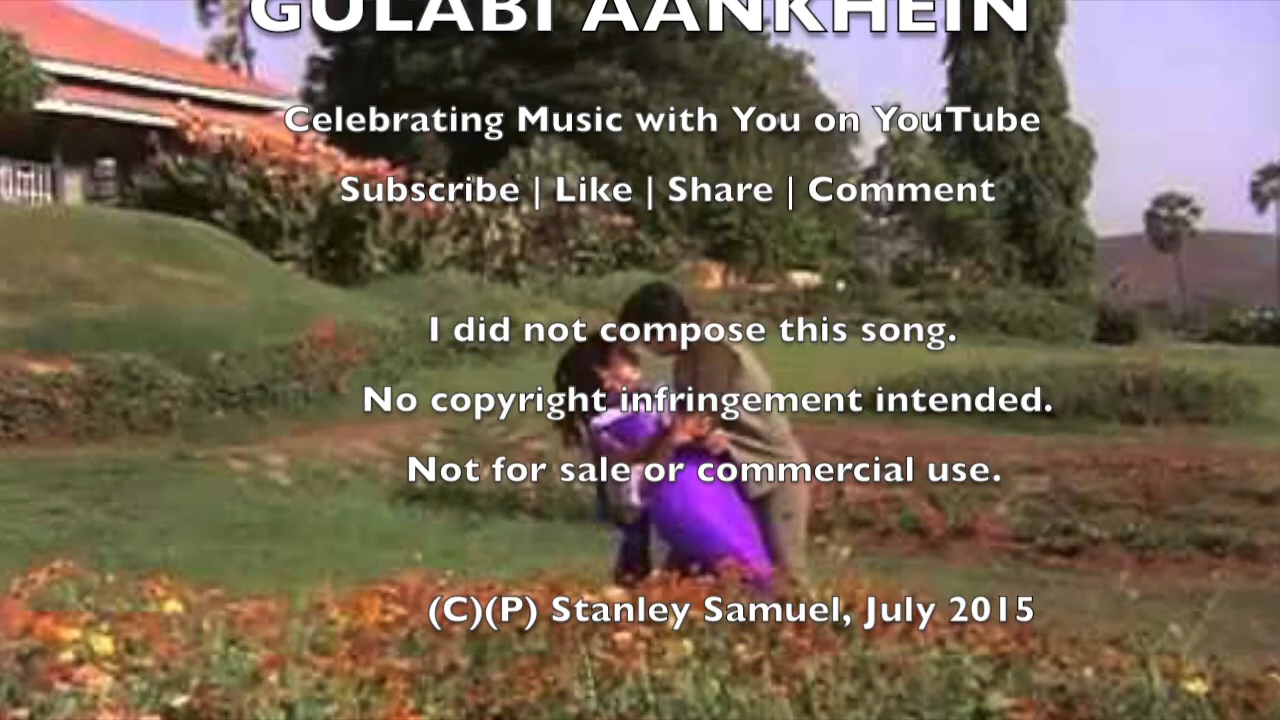 GULABI AANKHEIN
Celebrating Music with You on YouTube
Subscribe | Like | Share | Comment
I did not compose this song.
No copyright infringement intended.
Not for sale or commercial use.
(C)(P) Stanley Samuel, July 2015